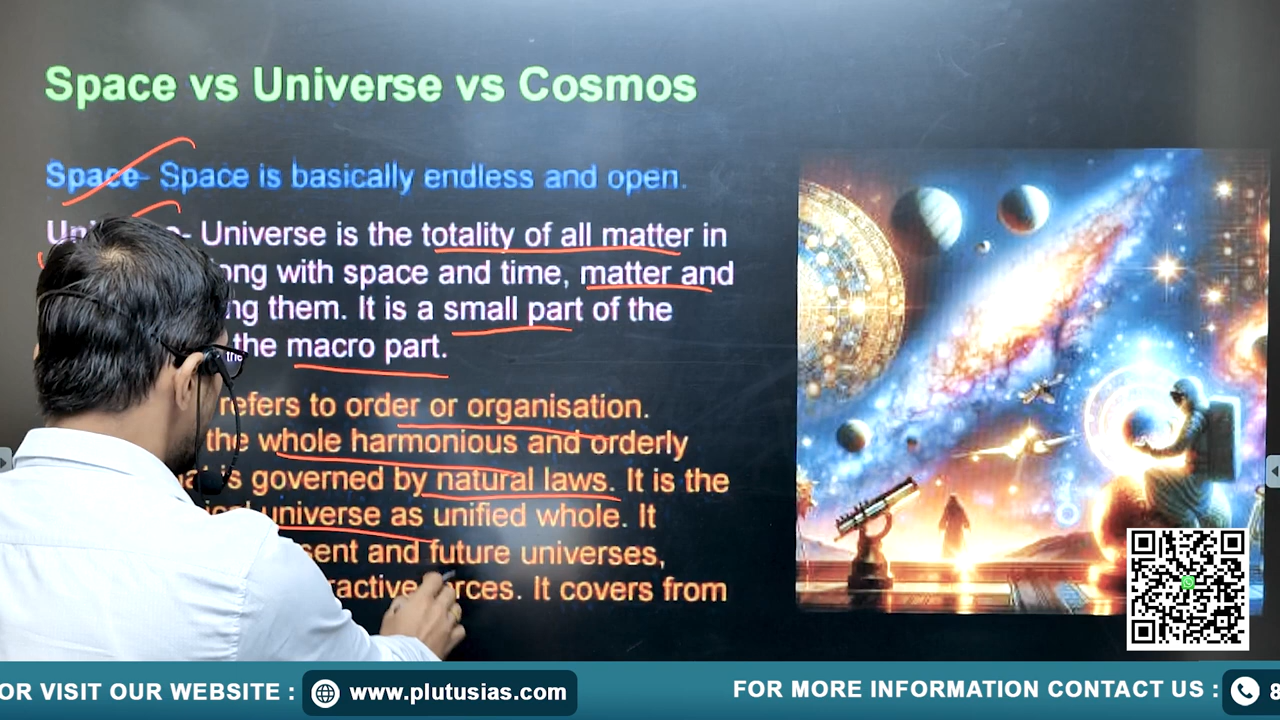 Space vs Universe vs Cosmos
Space- Space is basically endless and open.
- Universe is the totality of all matter in
with space and time, matter and
them. It is a small part of the
the macro part.
refers to order or organisation.
the whole harmonious and orderly
is governed by natural laws. It is the
universe as unified whole. It
and future universes,
It covers from
OR VISIT OUR WEBSITE : www.plutusias.com
FOR MORE INFORMATION CONTACT US : 8